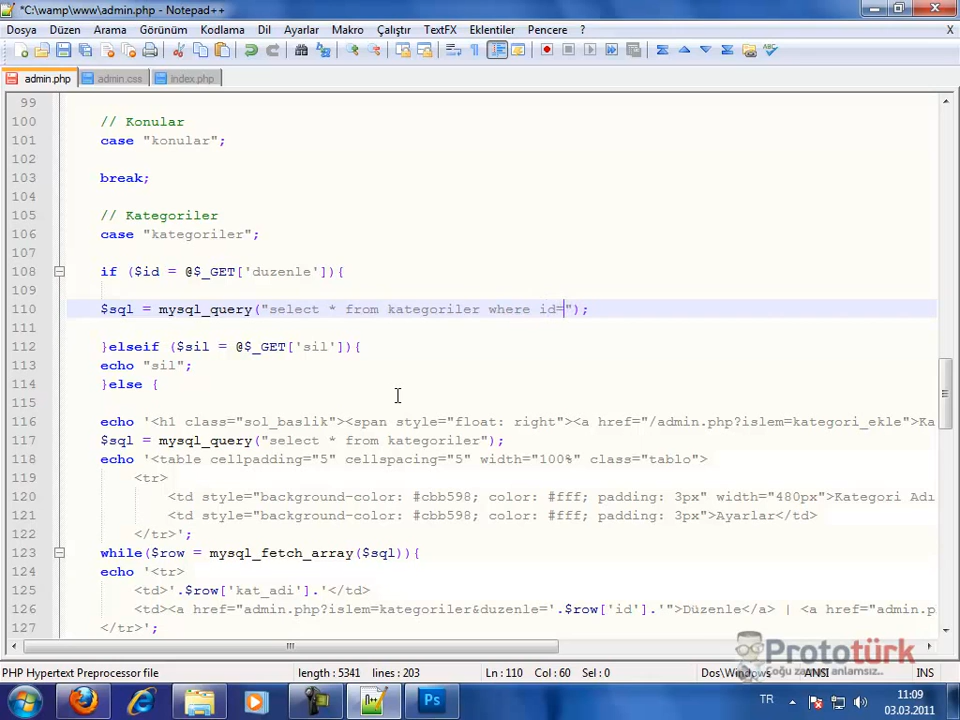 *C:\wamp\www\admin.php - Notepad++
Dosya Düzen Arama Görünüm Kodlama Dil Ayarlar Makro Çalıştır TextFX Eklentiler Pencere ? X
admin.php admin.css index.php
99
100 // Konular
101 case "konular";
102
103 break;
104
105 // Kategoriler
106 case "kategoriler";
107
108 if ($id = @$_GET['duzenle']){
109
110 $sql = mysql_query("select * from kategoriler where id=");
111
112 }elseif ($sil = @$_GET['sil']){
113 echo "sil";
114 }else {
115
116 echo '<h1 class="sol_baslik"><span style="float: right"><a href="/admin.php?islem=kategori_ekle">Ka
117 $sql = mysql_query("select * from kategoriler");
118 echo '<table cellpadding="5" cellspacing="5" width="100%" class="tablo">
119 <tr>
120 <td style="background-color: #cbb598; color: #fff; padding: 3px" width="480px">Kategori Adı
121 <td style="background-color: #cbb598; color: #fff; padding: 3px">Ayarlar</td>
122 </tr>';
123 while($row = mysql_fetch_array($sql)){
124 echo '<tr>
125 <td>'.$row['kat_adi'].'</td>
126 <td><a href="admin.php?islem=kategoriler&duzenle='.$row['id'].'">Düzenle</a> | <a href="admin.p
127 </tr>';
Prototürk
PHP Hypertext Preprocessor file length : 5341 lines : 203 Ln : 110 Col : 60 Sel : 0 Dos\Windows ANSI INS
TR 11:09
03.03.2011